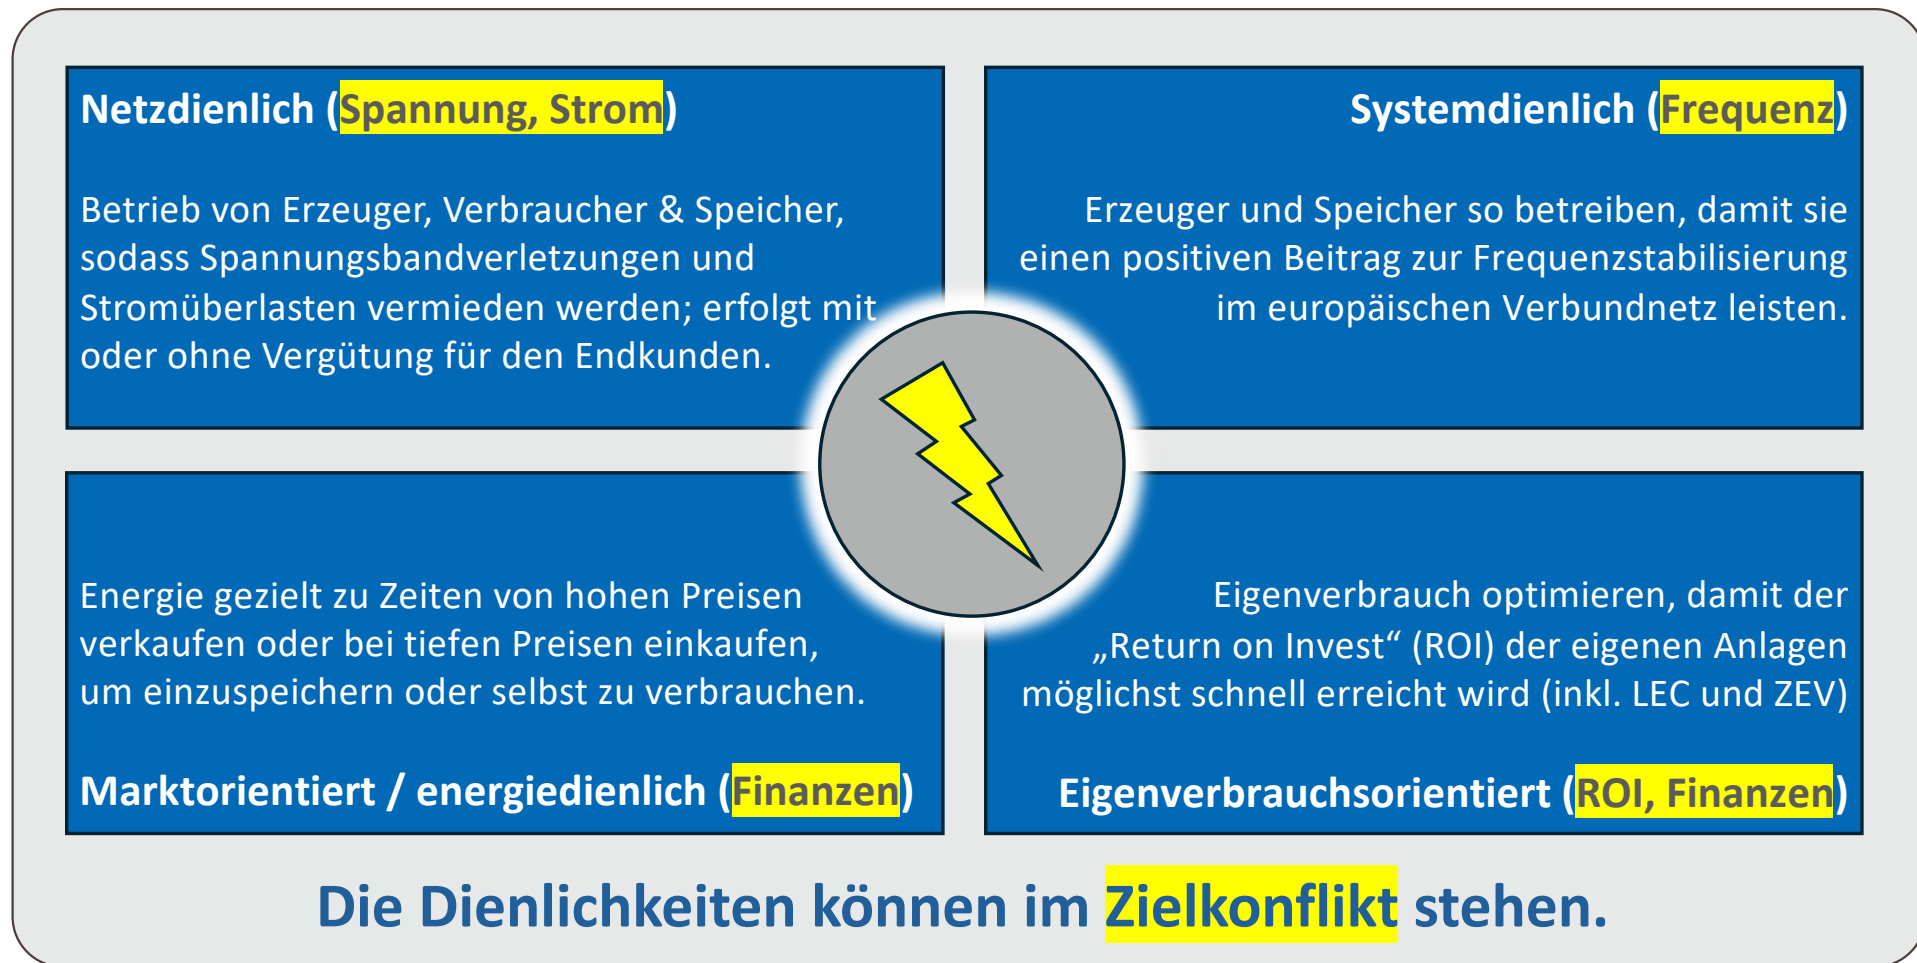 Netzdienlich (Spannung, Strom)
Betrieb von Erzeuger, Verbraucher & Speicher,
sodass Spannungsbandverletzungen und
Stromüberlasten vermieden werden; erfolgt mit
oder ohne Vergütung für den Endkunden.
Systemdienlich (Frequenz)
Erzeuger und Speicher so betreiben, damit sie
einen positiven Beitrag zur Frequenzstabilisierung
im europäischen Verbundnetz leisten.
Energie gezielt zu Zeiten von hohen Preisen
verkaufen oder bei tiefen Preisen einkaufen,
um einzuspeichern oder selbst zu verbrauchen.
Marktorientiert / energiedienlich (Finanzen)
Eigenverbrauch optimieren, damit der
„Return on Invest“ (ROI) der eigenen Anlagen
möglichst schnell erreicht wird (inkl. LEC und ZEV)
Eigenverbrauchsorientiert (ROI, Finanzen)
Die Dienlichkeiten können im Zielkonflikt stehen.